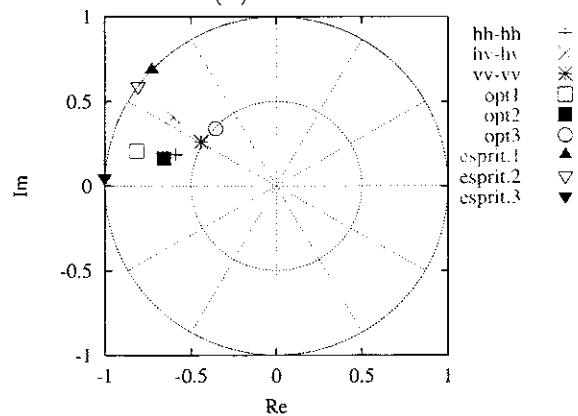 1
0.5
0
-0.5
-1
Im
-1
-0.5
0
0.5
1
Re
hh-hh
hv-hv
vv-vv
opt1
opt2
opt3
esprit.1
esprit.2
esprit.3